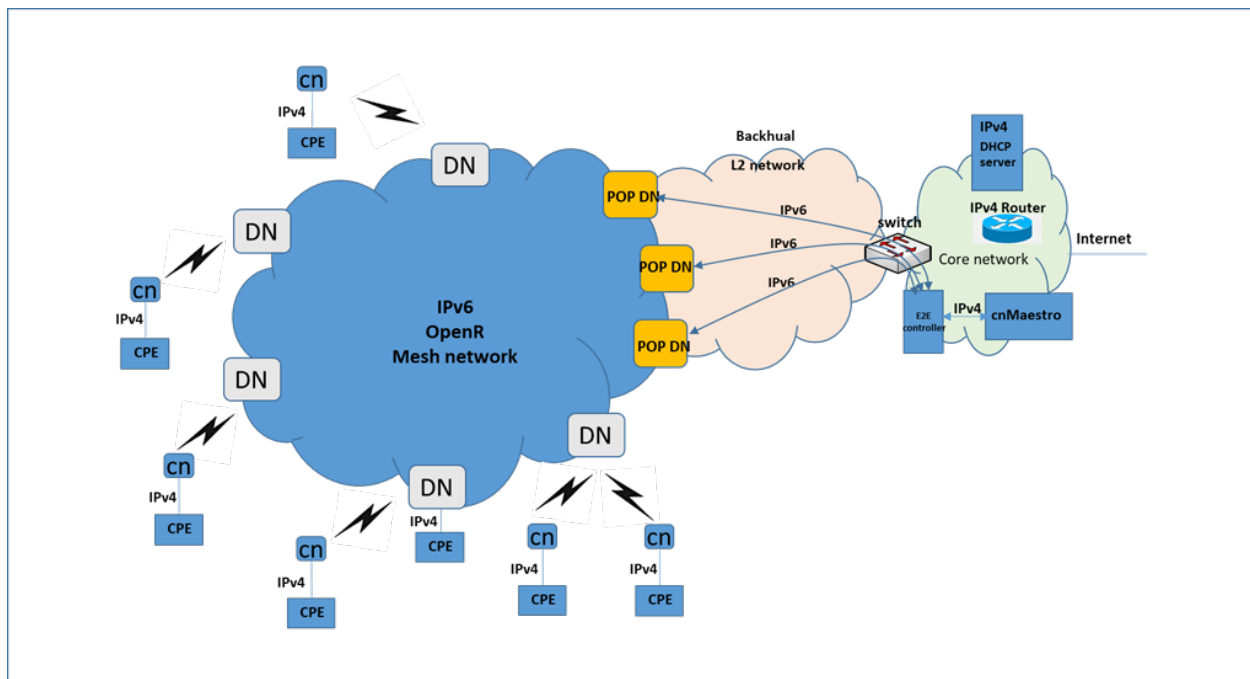 cn
IPv4
CPE
DN
DN
cn
IPv4
CPE
DN
cn
IPv4
CPE
cn
IPv4
CPE
DN
IPv4
CPE
DN
cn
IPv4
CPE
cn
IPv4
CPE
IPv6
OpenR
Mesh network
POP DN
POP DN
POP DN
Backhual
L2 network
IPv6
IPv6
IPv6
switch
IPv4
DHCP
server
IPv4 Router
Core network
Internet
E2E
controller
IPv4
cnMaestro